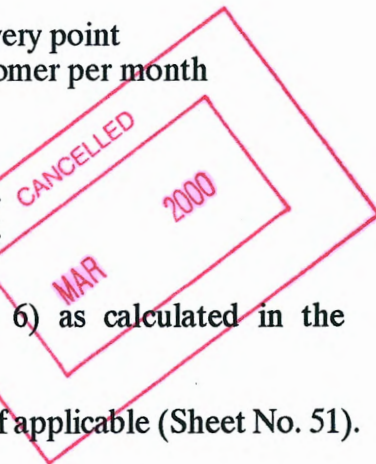 very point
omer per month
CANCELLED
MAR 2000
6) as calculated in the
f applicable (Sheet No. 51).